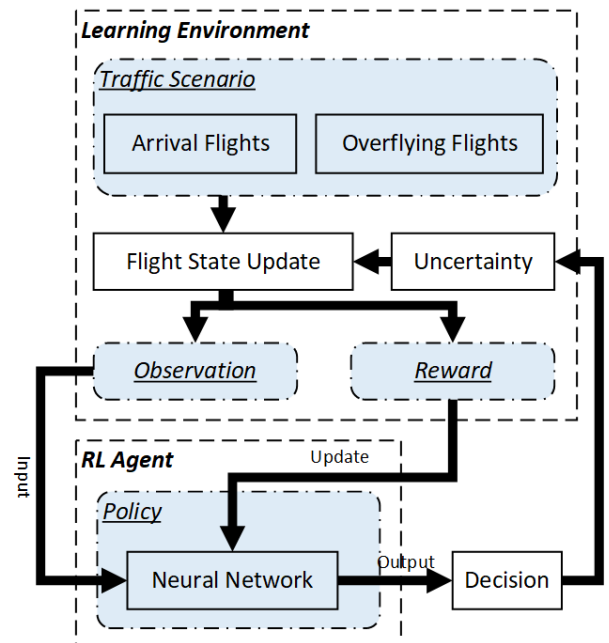 Learning Environment
Traffic Scenario
Arrival Flights
Overflying Flights
Flight State Update
Uncertainty
Observation
Reward
Input
RL Agent
Update
Policy
Neural Network
Output
Decision